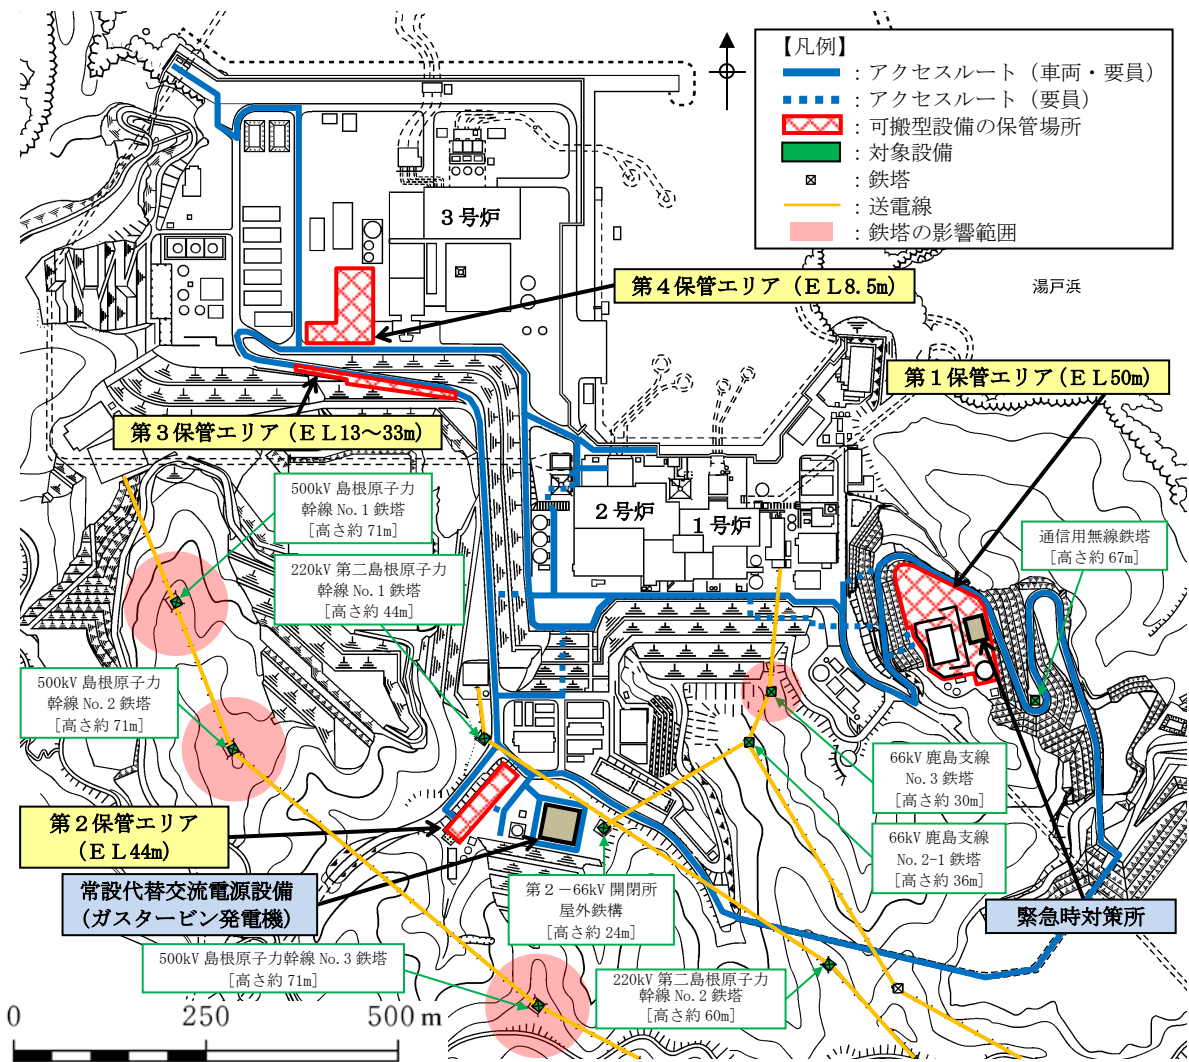 【凡例】
：アクセスルート（車両・要員）
：アクセスルート（要員）
：可搬型設備の保管場所
：対象設備
：鉄塔
：送電線
：鉄塔の影響範囲
３号炉
第４保管エリア（ＥＬ8.5m）
湯戸浜
第１保管エリア（ＥＬ50m）
第３保管エリア（ＥＬ13～33m）
500kV 島根原子力
幹線 No.1 鉄塔
[高さ約 71m]
２号炉
１号炉
通信用無線鉄塔
[高さ約 67m]
220kV 第二島根原子力
幹線 No.1 鉄塔
[高さ約 44m]
500kV 島根原子力
幹線 No.2 鉄塔
[高さ約 71m]
66kV 鹿島支線
No.3 鉄塔
[高さ約 30m]
第２保管エリア
（ＥＬ44m）
66kV 鹿島支線
No.2-1 鉄塔
[高さ約 36m]
常設代替交流電源設備
（ガスタービン発電機）
第２－66kV 開閉所
屋外鉄構
[高さ約 24m]
緊急時対策所
500kV 島根原子力幹線 No.3 鉄塔
[高さ約 71m]
220kV 第二島根原子力
幹線 No.2 鉄塔
[高さ約 60m]
0 250 500 m